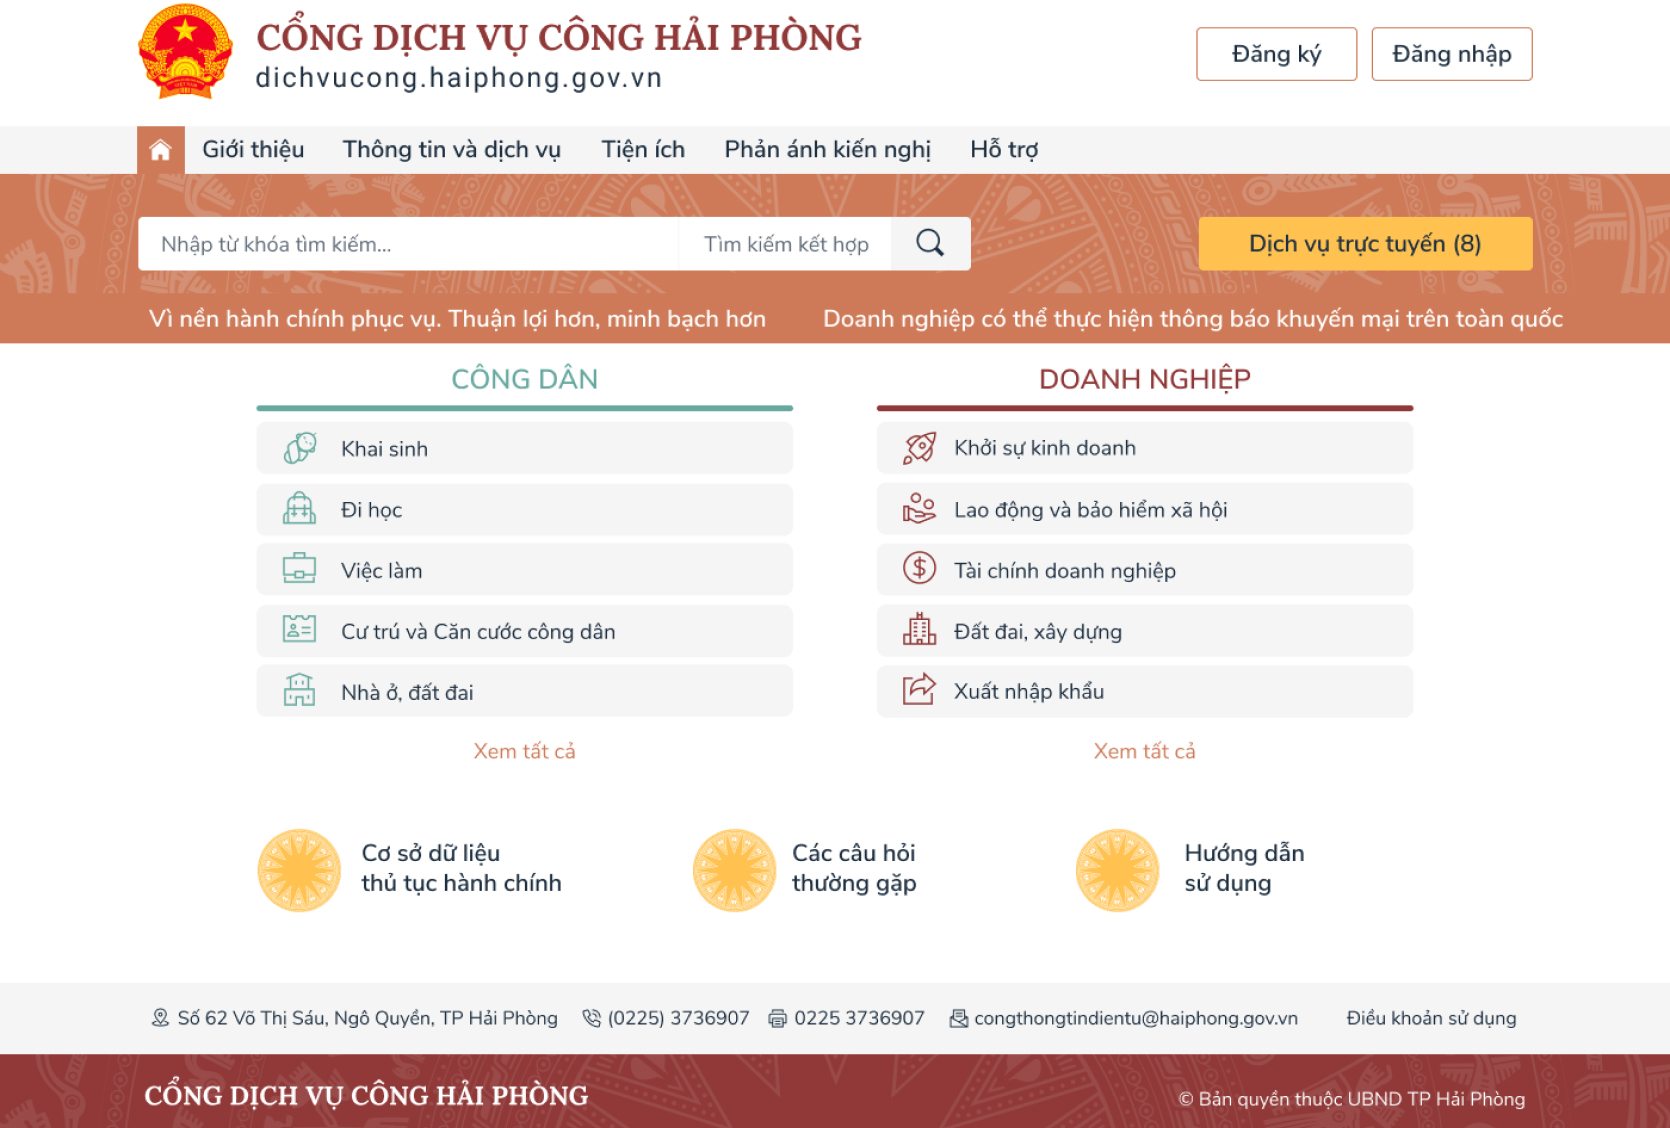 CỔNG DỊCH VỤ CÔNG HẢI PHÒNG
dichvucong.haiphong.gov.vn
Đăng ký
Đăng nhập
Giới thiệu
Thông tin và dịch vụ
Tiện ích
Phản ánh kiến nghị
Hỗ trợ
Nhập từ khóa tìm kiếm...
Tìm kiếm kết hợp
Dịch vụ trực tuyến (8)
Vì nền hành chính phục vụ. Thuận lợi hơn, minh bạch hơn
Doanh nghiệp có thể thực hiện thông báo khuyến mại trên toàn quốc
CÔNG DÂN
Khai sinh
Đi học
Việc làm
Cư trú và Căn cước công dân
Nhà ở, đất đai
Xem tất cả
DOANH NGHIỆP
Khởi sự kinh doanh
Lao động và bảo hiểm xã hội
Tài chính doanh nghiệp
Đất đai, xây dựng
Xuất nhập khẩu
Xem tất cả
Cơ sở dữ liệu
thủ tục hành chính
Các câu hỏi
thường gặp
Hướng dẫn
sử dụng
Số 62 Võ Thị Sáu, Ngô Quyền, TP Hải Phòng
(0225) 3736907
0225 3736907
congthongtindientu@haiphong.gov.vn
Điều khoản sử dụng
CỔNG DỊCH VỤ CÔNG HẢI PHÒNG
© Bản quyền thuộc UBND TP Hải Phòng